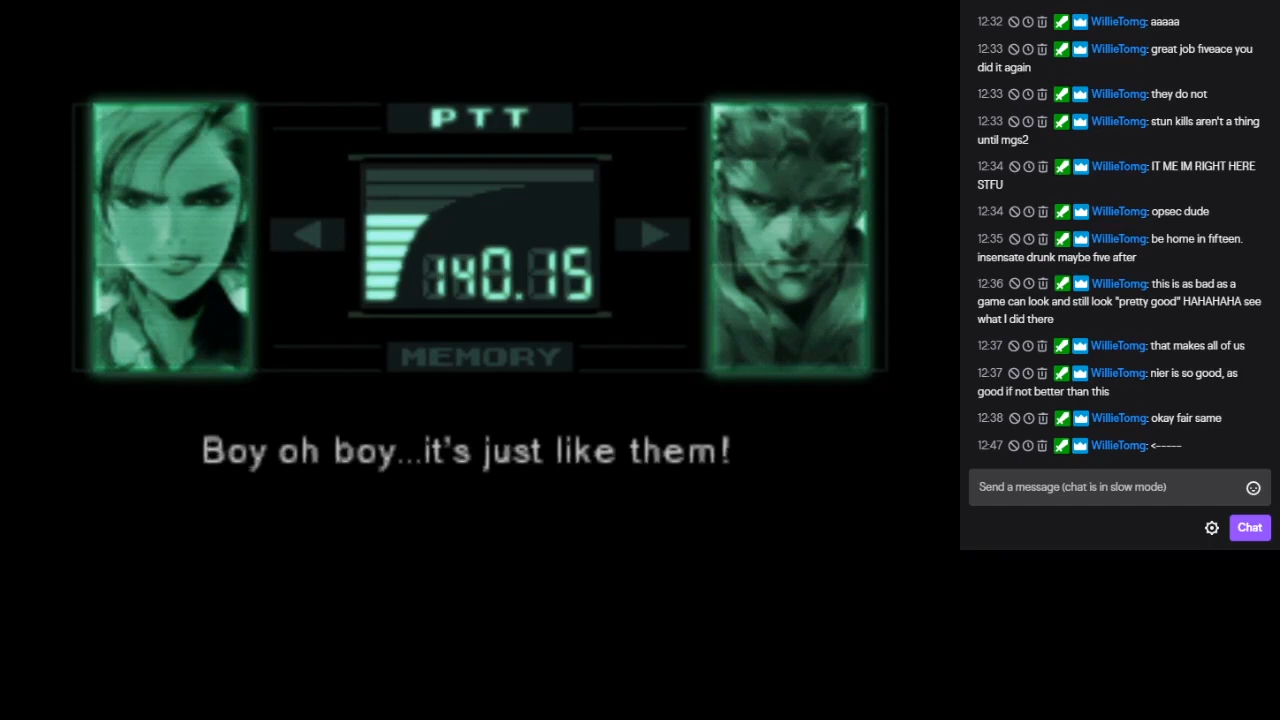 PTT
140.15
MEMORY
Boy oh boy...it's just like them!
12:32 WillieTomg: aaaaa
12:33 WillieTomg: great job fiveace you
did it again
12:33 WillieTomg: they do not
12:33 WillieTomg: stun kills aren't a thing
until mgs2
12:34 WillieTomg: IT ME IM RIGHT HERE
STFU
12:34 WillieTomg: opsec dude
12:35 WillieTomg: be home in fifteen.
insensate drunk maybe five after
12:36 WillieTomg: this is as bad as a
game can look and still look "pretty good" HAHAHAHA see
what I did there
12:37 WillieTomg: that makes all of us
12:37 WillieTomg: nier is so good, as
good if not better than this
12:38 WillieTomg: okay fair same
12:47 WillieTomg: <-----
Send a message (chat is in slow mode)
Chat